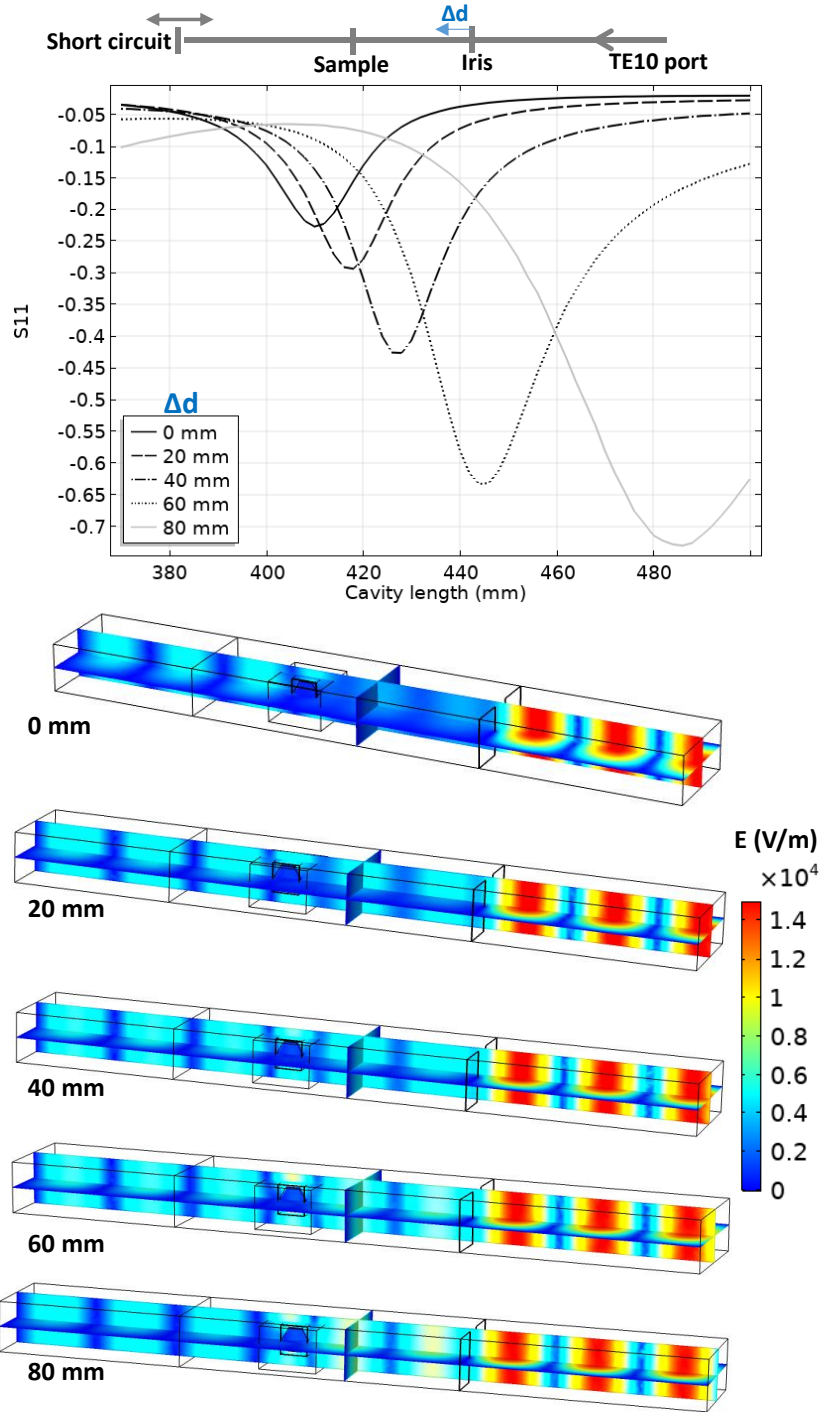 Δd
Short circuit
Sample
Iris
TE10 port
-0.05
-0.1
-0.15
-0.2
-0.25
-0.3
-0.35
-0.4
-0.45
-0.5
-0.55
-0.6
-0.65
-0.7
S11
Δd
0 mm
20 mm
40 mm
60 mm
80 mm
380 400 420 440 460 480
Cavity length (mm)
0 mm
20 mm
40 mm
60 mm
80 mm
E (V/m)
×10⁴
1.4
1.2
1
0.8
0.6
0.4
0.2
0